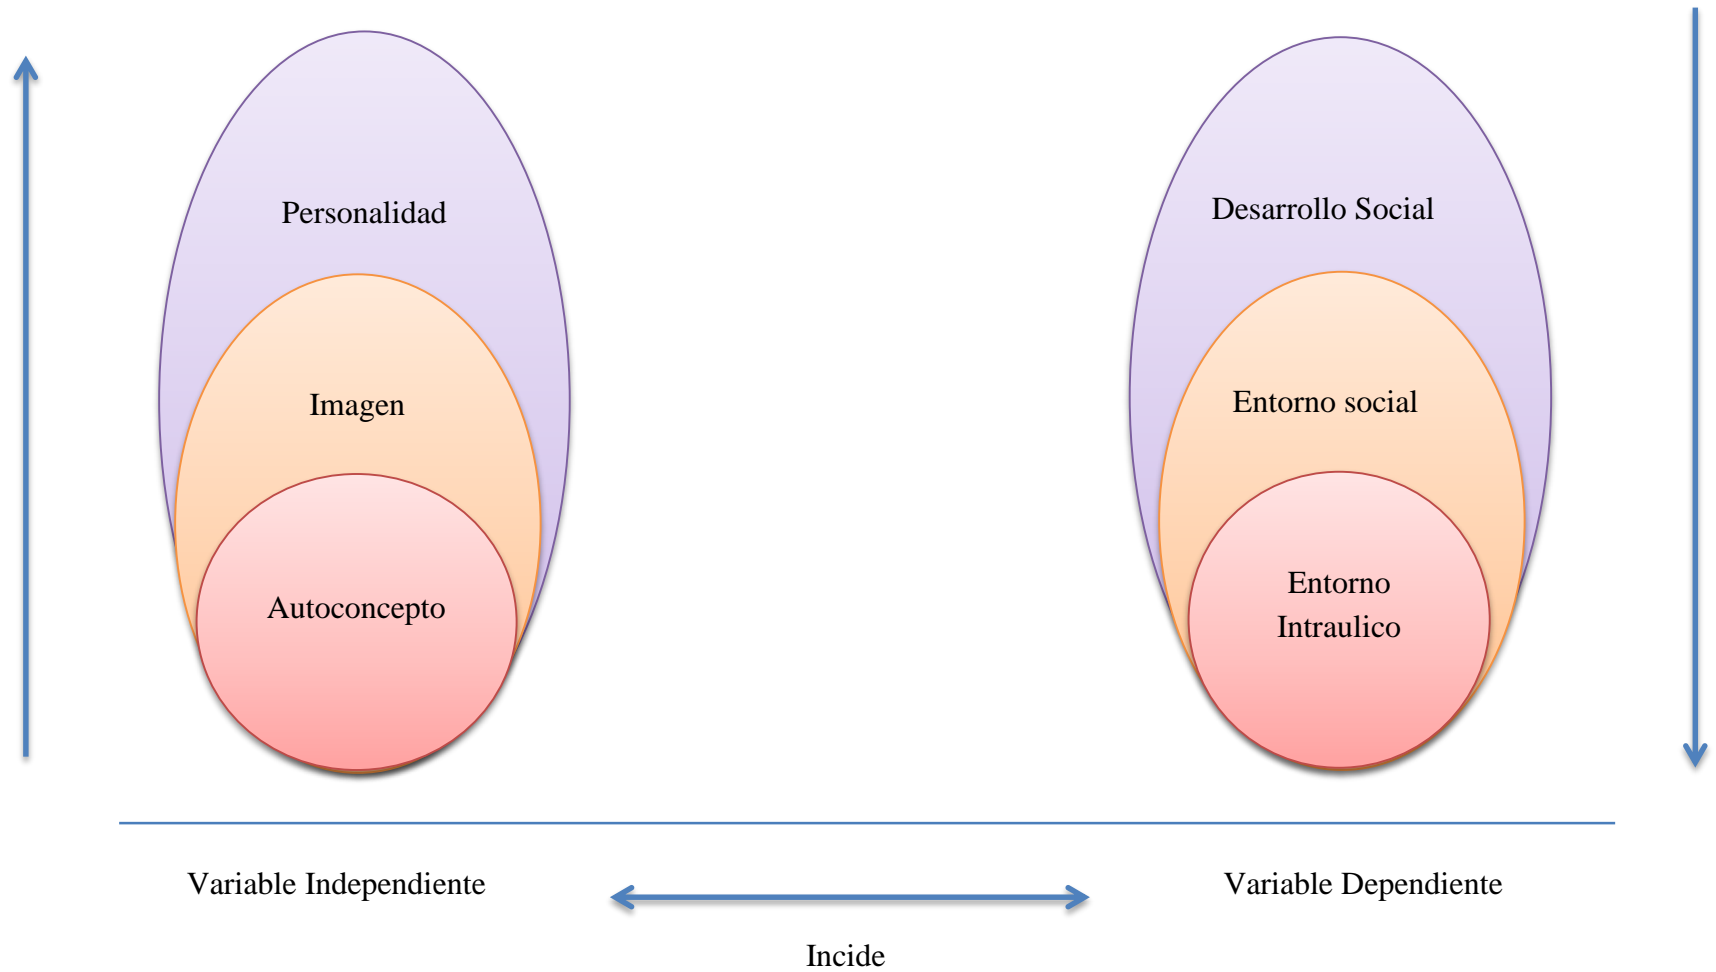 Personalidad
Imagen
Autoconcepto
Desarrollo Social
Entorno social
Entorno
Intraulico
Variable Independiente
Variable Dependiente
Incide